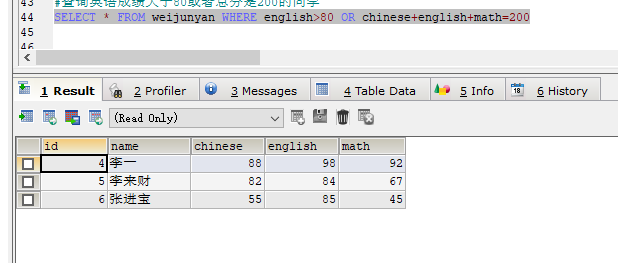 43 #查询英语成绩大于80或者总分是200的同学
44 SELECT * FROM weijunyan WHERE english>80 OR chinese+english+math=200
45
46
1 Result 2 Profiler 3 Messages 4 Table Data 5 Info 18 6 History
(Read Only)
id name chinese english math
4 李一 88 98 92
5 李来财 82 84 67
6 张进宝 55 85 45